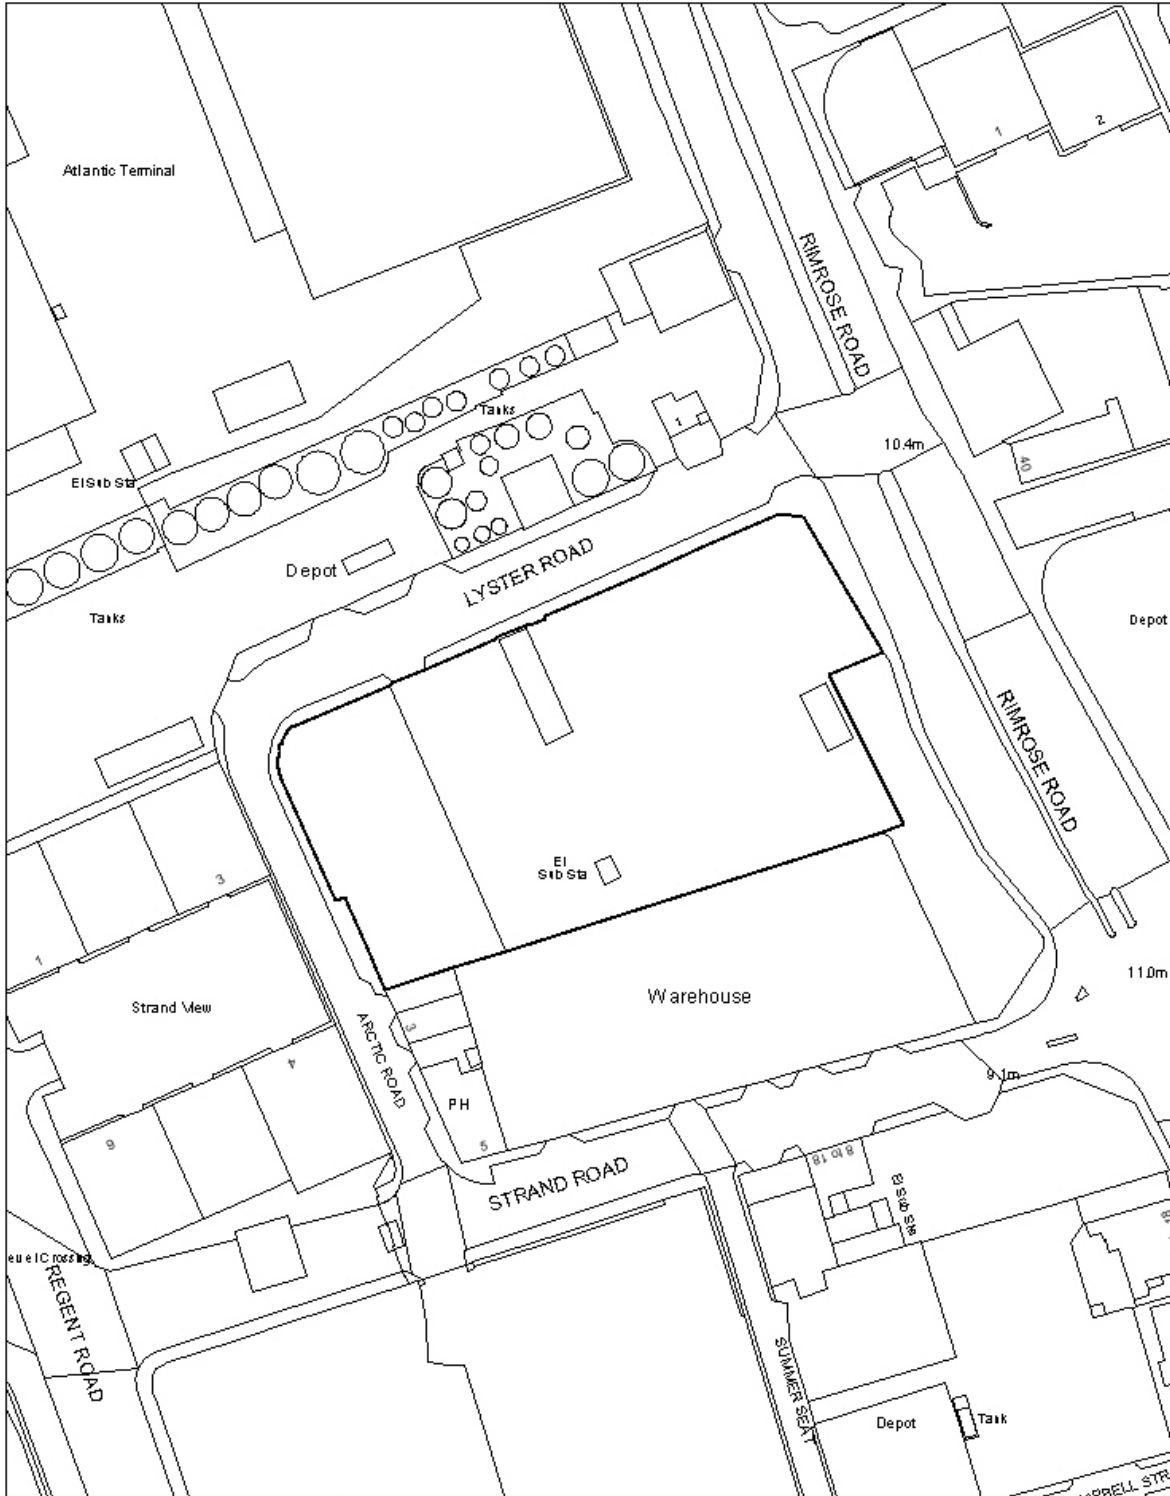 Atlantic Terminal
1
2
RIMROSE ROAD
Tanks
1
10.4m
40
El Sub Sta
Depot
LYSTER ROAD
Tanks
Depot
RIMROSE ROAD
3
El
Sub Sta
1
11.0m
Strand View
Warehouse
3
ARCTIC ROAD
4
9.1m
PH
6
5
8 to 18
STRAND ROAD
El Sub Sta
REGENT ROAD
SUMMER SEAT
Depot
Tank